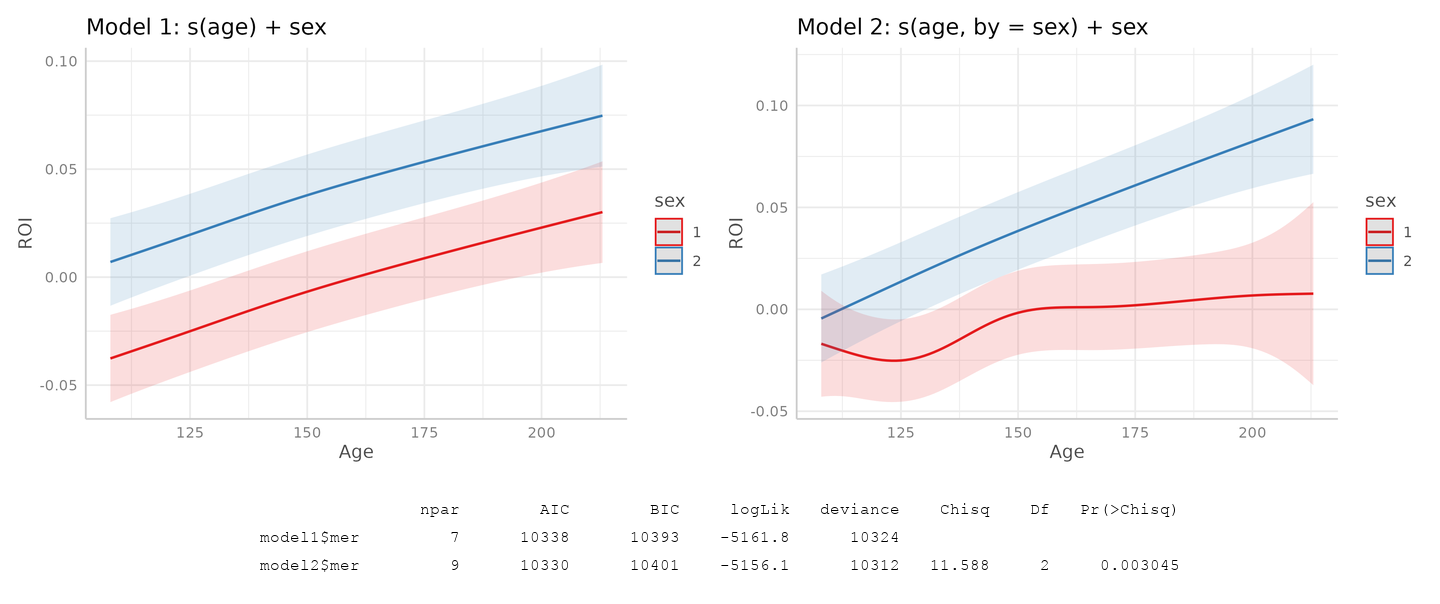 Model 1: s(age) + sex
0.10
0.05
0.00
-0.05
ROI
125 150 175 200
Age
sex
1
2
Model 2: s(age, by = sex) + sex
0.10
0.05
0.00
-0.05
ROI
125 150 175 200
Age
sex
1
2
npar AIC BIC logLik deviance Chisq Df Pr(>Chisq)
model1$mer 7 10338 10393 -5161.8 10324
model2$mer 9 10330 10401 -5156.1 10312 11.588 2 0.003045